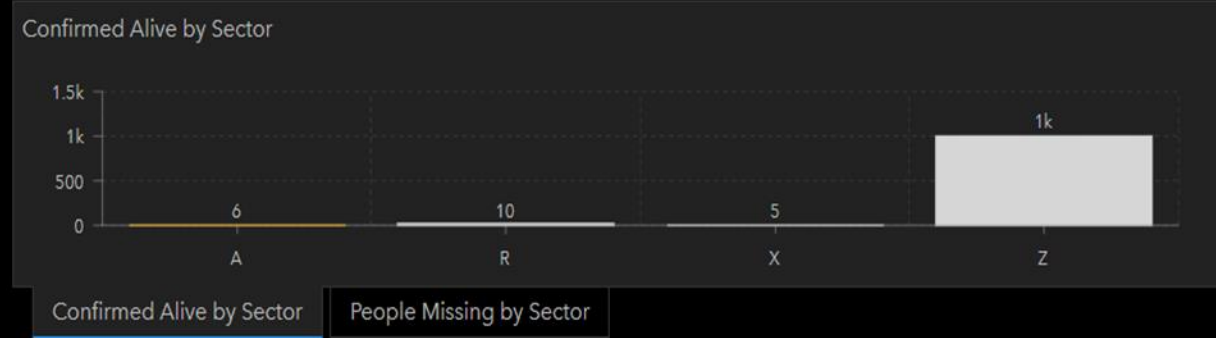 Confirmed Alive by Sector
1.5k
1k
1k
500
6 10 5
0
A R X Z
Confirmed Alive by Sector People Missing by Sector